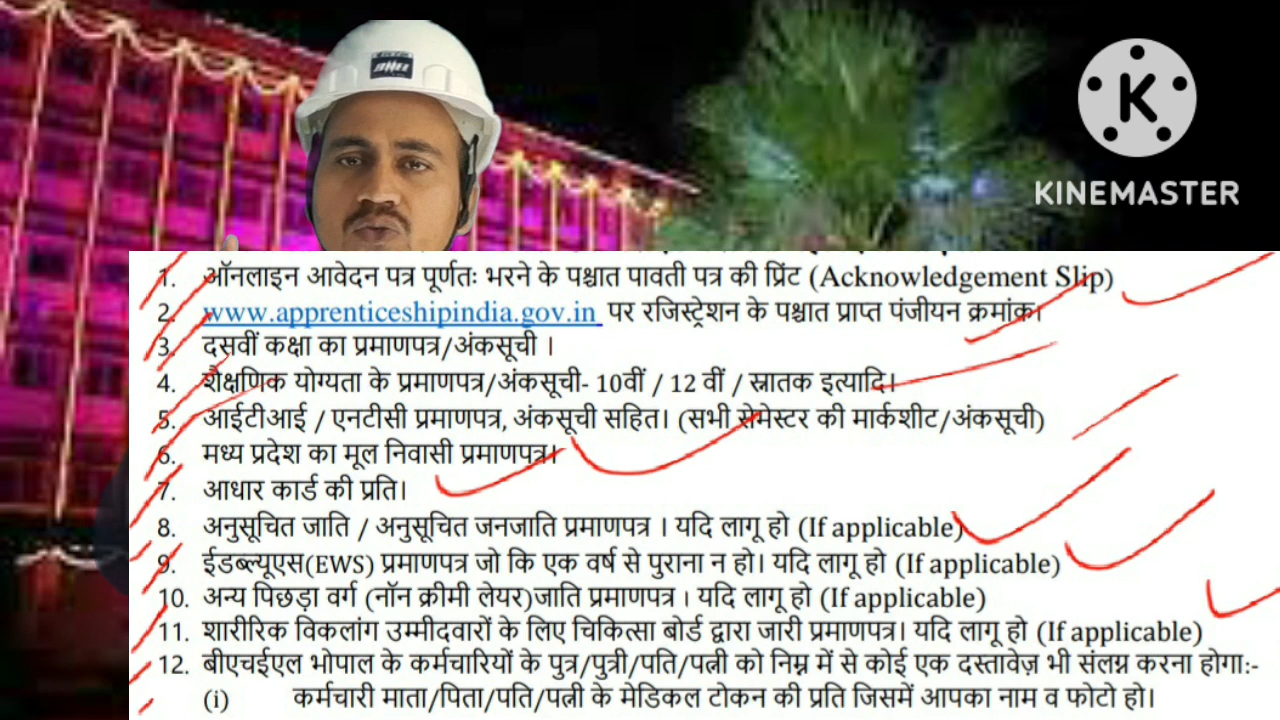 BHEL
K
KINEMASTER
1. ऑनलाइन आवेदन पत्र पूर्णतः भरने के पश्चात पावती पत्र की प्रिंट (Acknowledgement Slip)
2. www.apprenticeshipindia.gov.in पर रजिस्ट्रेशन के पश्चात प्राप्त पंजीयन क्रमांक।
3. दसवीं कक्षा का प्रमाणपत्र/अंकसूची ।
4. शैक्षणिक योग्यता के प्रमाणपत्र/अंकसूची- 10वीं / 12 वीं / स्नातक इत्यादि।
5. आईटीआई / एनटीसी प्रमाणपत्र, अंकसूची सहित। (सभी सेमेस्टर की मार्कशीट/अंकसूची)
6. मध्य प्रदेश का मूल निवासी प्रमाणपत्र।
7. आधार कार्ड की प्रति।
8. अनुसूचित जाति / अनुसूचित जनजाति प्रमाणपत्र । यदि लागू हो (If applicable)
9. ईडब्ल्यूएस(EWS) प्रमाणपत्र जो कि एक वर्ष से पुराना न हो। यदि लागू हो (If applicable)
10. अन्य पिछड़ा वर्ग (नॉन क्रीमी लेयर)जाति प्रमाणपत्र । यदि लागू हो (If applicable)
11. शारीरिक विकलांग उम्मीदवारों के लिए चिकित्सा बोर्ड द्वारा जारी प्रमाणपत्र। यदि लागू हो (If applicable)
12. बीएचईएल भोपाल के कर्मचारियों के पुत्र/पुत्री/पति/पत्नी को निम्न में से कोई एक दस्तावेज़ भी संलग्न करना होगा:-
(i) कर्मचारी माता/पिता/पति/पत्नी के मेडिकल टोकन की प्रति जिसमें आपका नाम व फोटो हो।